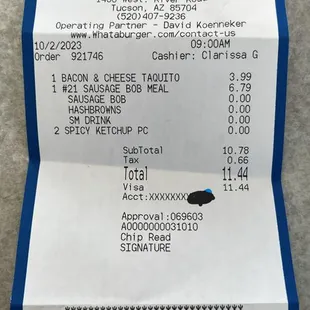 Tucson, AZ 85704
(520)407-9236
Operating Partner - David Koenneker
www.Whataburger.com/contact-us
10/2/2023 09:00AM
Order 921746 Cashier: Clarissa G
1 BACON & CHEESE TAQUITO 3.99
1 #21 SAUSAGE BOB MEAL 6.79
SAUSAGE BOB 0.00
HASHBROWNS 0.00
SM DRINK 0.00
2 SPICY KETCHUP PC 0.00
SubTotal 10.78
Tax 0.66
Total 11.44
Visa 11.44
Acct:XXXXXXXX
Approval:069603
A0000000031010
Chip Read
SIGNATURE